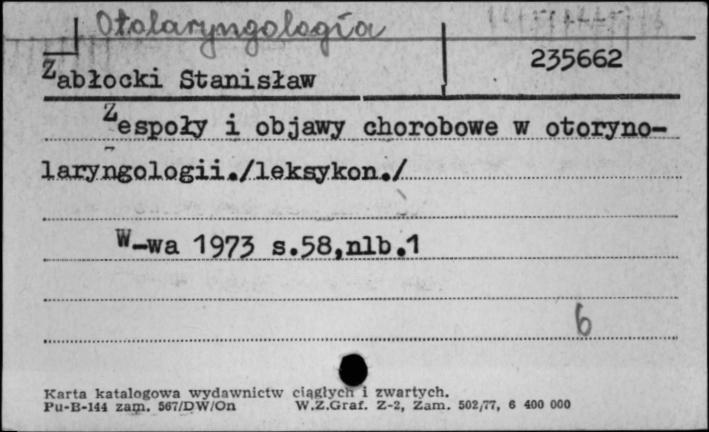 Otolaryngologia
235662
Żabłocki Stanisław
Zespoły i objawy chorobowe w otoryno-
laryngologii./leksykon./
W-wa 1973 s.58,nlb.1
6
Karta katalogowa wydawnictw ciągłych i zwartych.
Pu-B-144 zam. 567/DW/On W.Z.Graf. Z-2, Zam. 502/77, 6 400 000